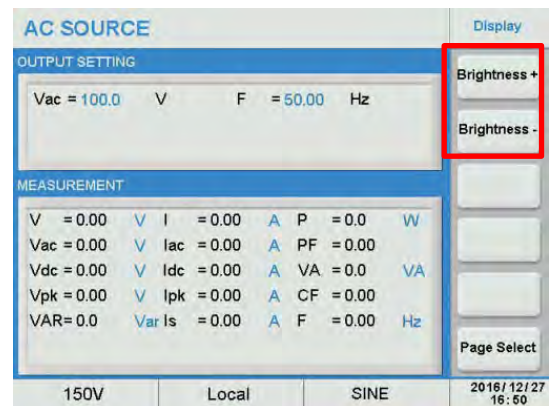 AC SOURCE
Display
OUTPUT SETTING
Vac = 100.0 V F = 50.00 Hz
Brightness +
Brightness -
MEASUREMENT
V = 0.00 V I = 0.00 A P = 0.0 W
Vac = 0.00 V Iac = 0.00 A PF = 0.00
Vdc = 0.00 V Idc = 0.00 A VA = 0.0 VA
Vpk = 0.00 V Ipk = 0.00 A CF = 0.00
VAR= 0.0 Var Is = 0.00 A F = 0.00 Hz
Page Select
150V Local SINE 2016/12/27
16:50